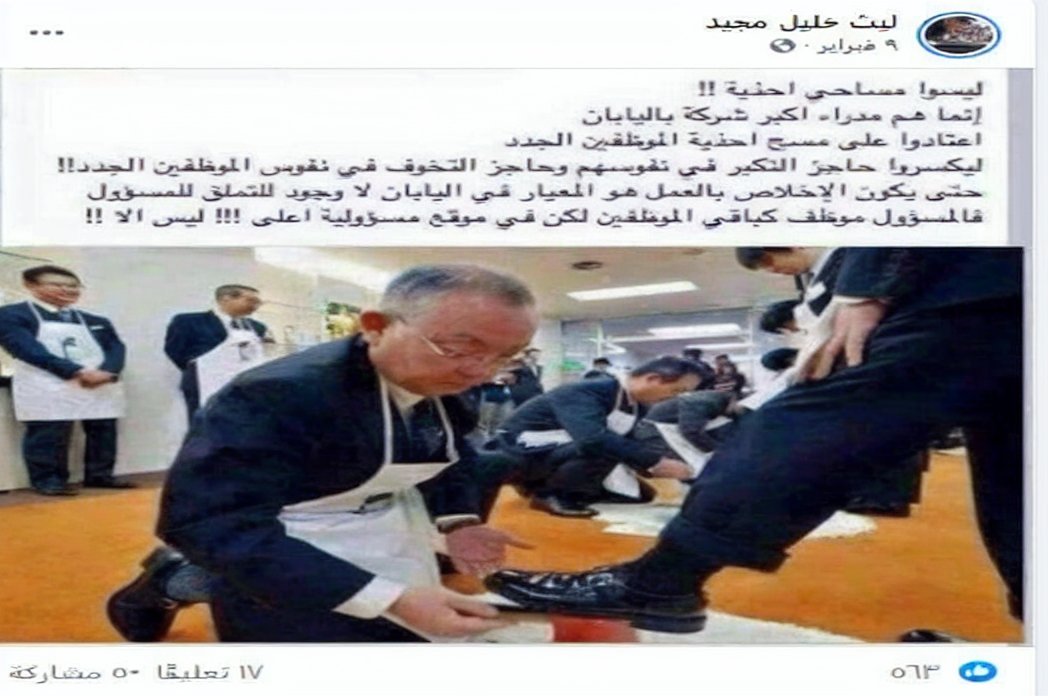 ليث خليل مجيد
٩ فبراير ·
ليسوا مساحي احذية !!
إنما هم مدراء اكبر شركة باليابان
اعتادوا على مسح احذية الموظفين الجدد
ليكسروا حاجز التكبر في نفوسهم وحاجز التخوف في نفوس الموظفين الجدد!!
حتى يكون الإخلاص بالعمل هو المعيار في اليابان لا وجود للتملق للمسؤول
فالمسؤول موظف كباقي الموظفين لكن في موقع مسؤولية اعلى !!! ليس الا !!
٥٦٣
١٧ تعليقًا ٥٠ مشاركة